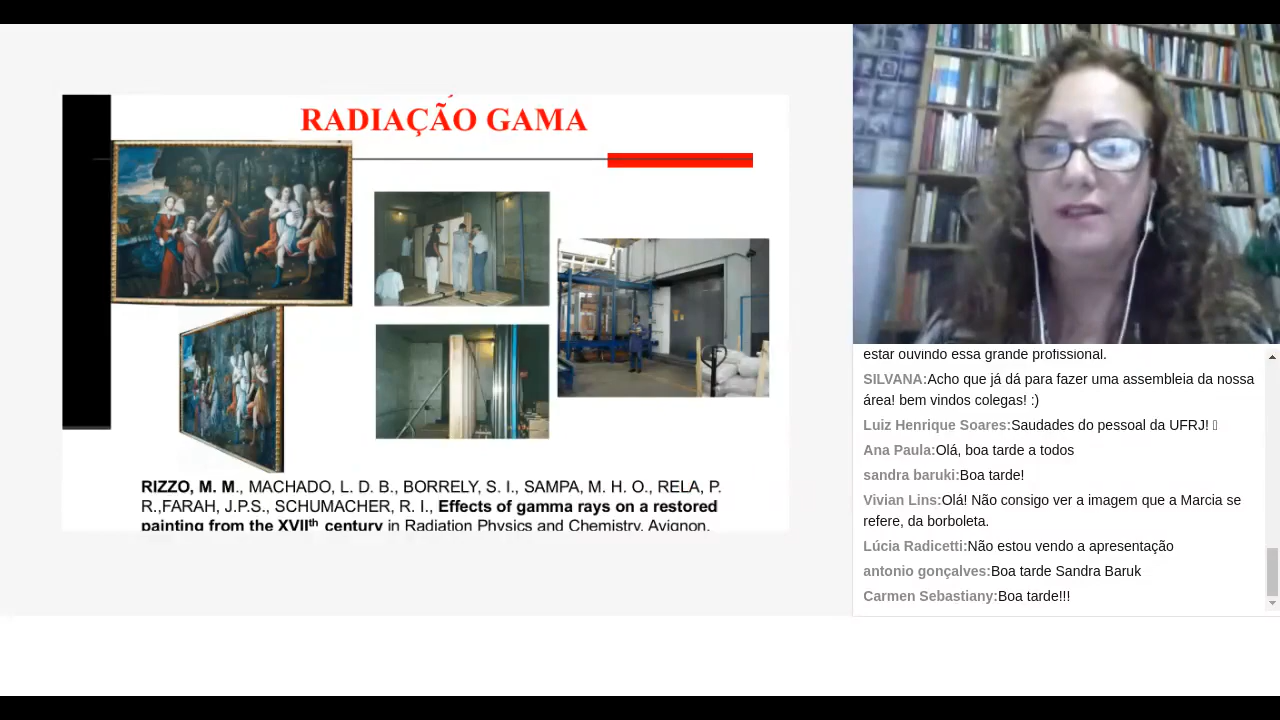 RADIAÇÃO GAMA
RIZZO, M. M., MACHADO, L. D. B., BORRELY, S. I., SAMPA, M. H. O., RELA, P.
R.,FARAH, J.P.S., SCHUMACHER, R. I., Effects of gamma rays on a restored
painting from the XVIIth century in Radiation Physics and Chemistry, Avignon,
estar ouvindo essa grande profissional.
SILVANA:Acho que já dá para fazer uma assembleia da nossa
área! bem vindos colegas! :)
Luiz Henrique Soares:Saudades do pessoal da UFRJ!
Ana Paula:Olá, boa tarde a todos
sandra baruki:Boa tarde!
Vivian Lins:Olá! Não consigo ver a imagem que a Marcia se
refere, da borboleta.
Lúcia Radicetti:Não estou vendo a apresentação
antonio gonçalves:Boa tarde Sandra Baruk
Carmen Sebastiany:Boa tarde!!!